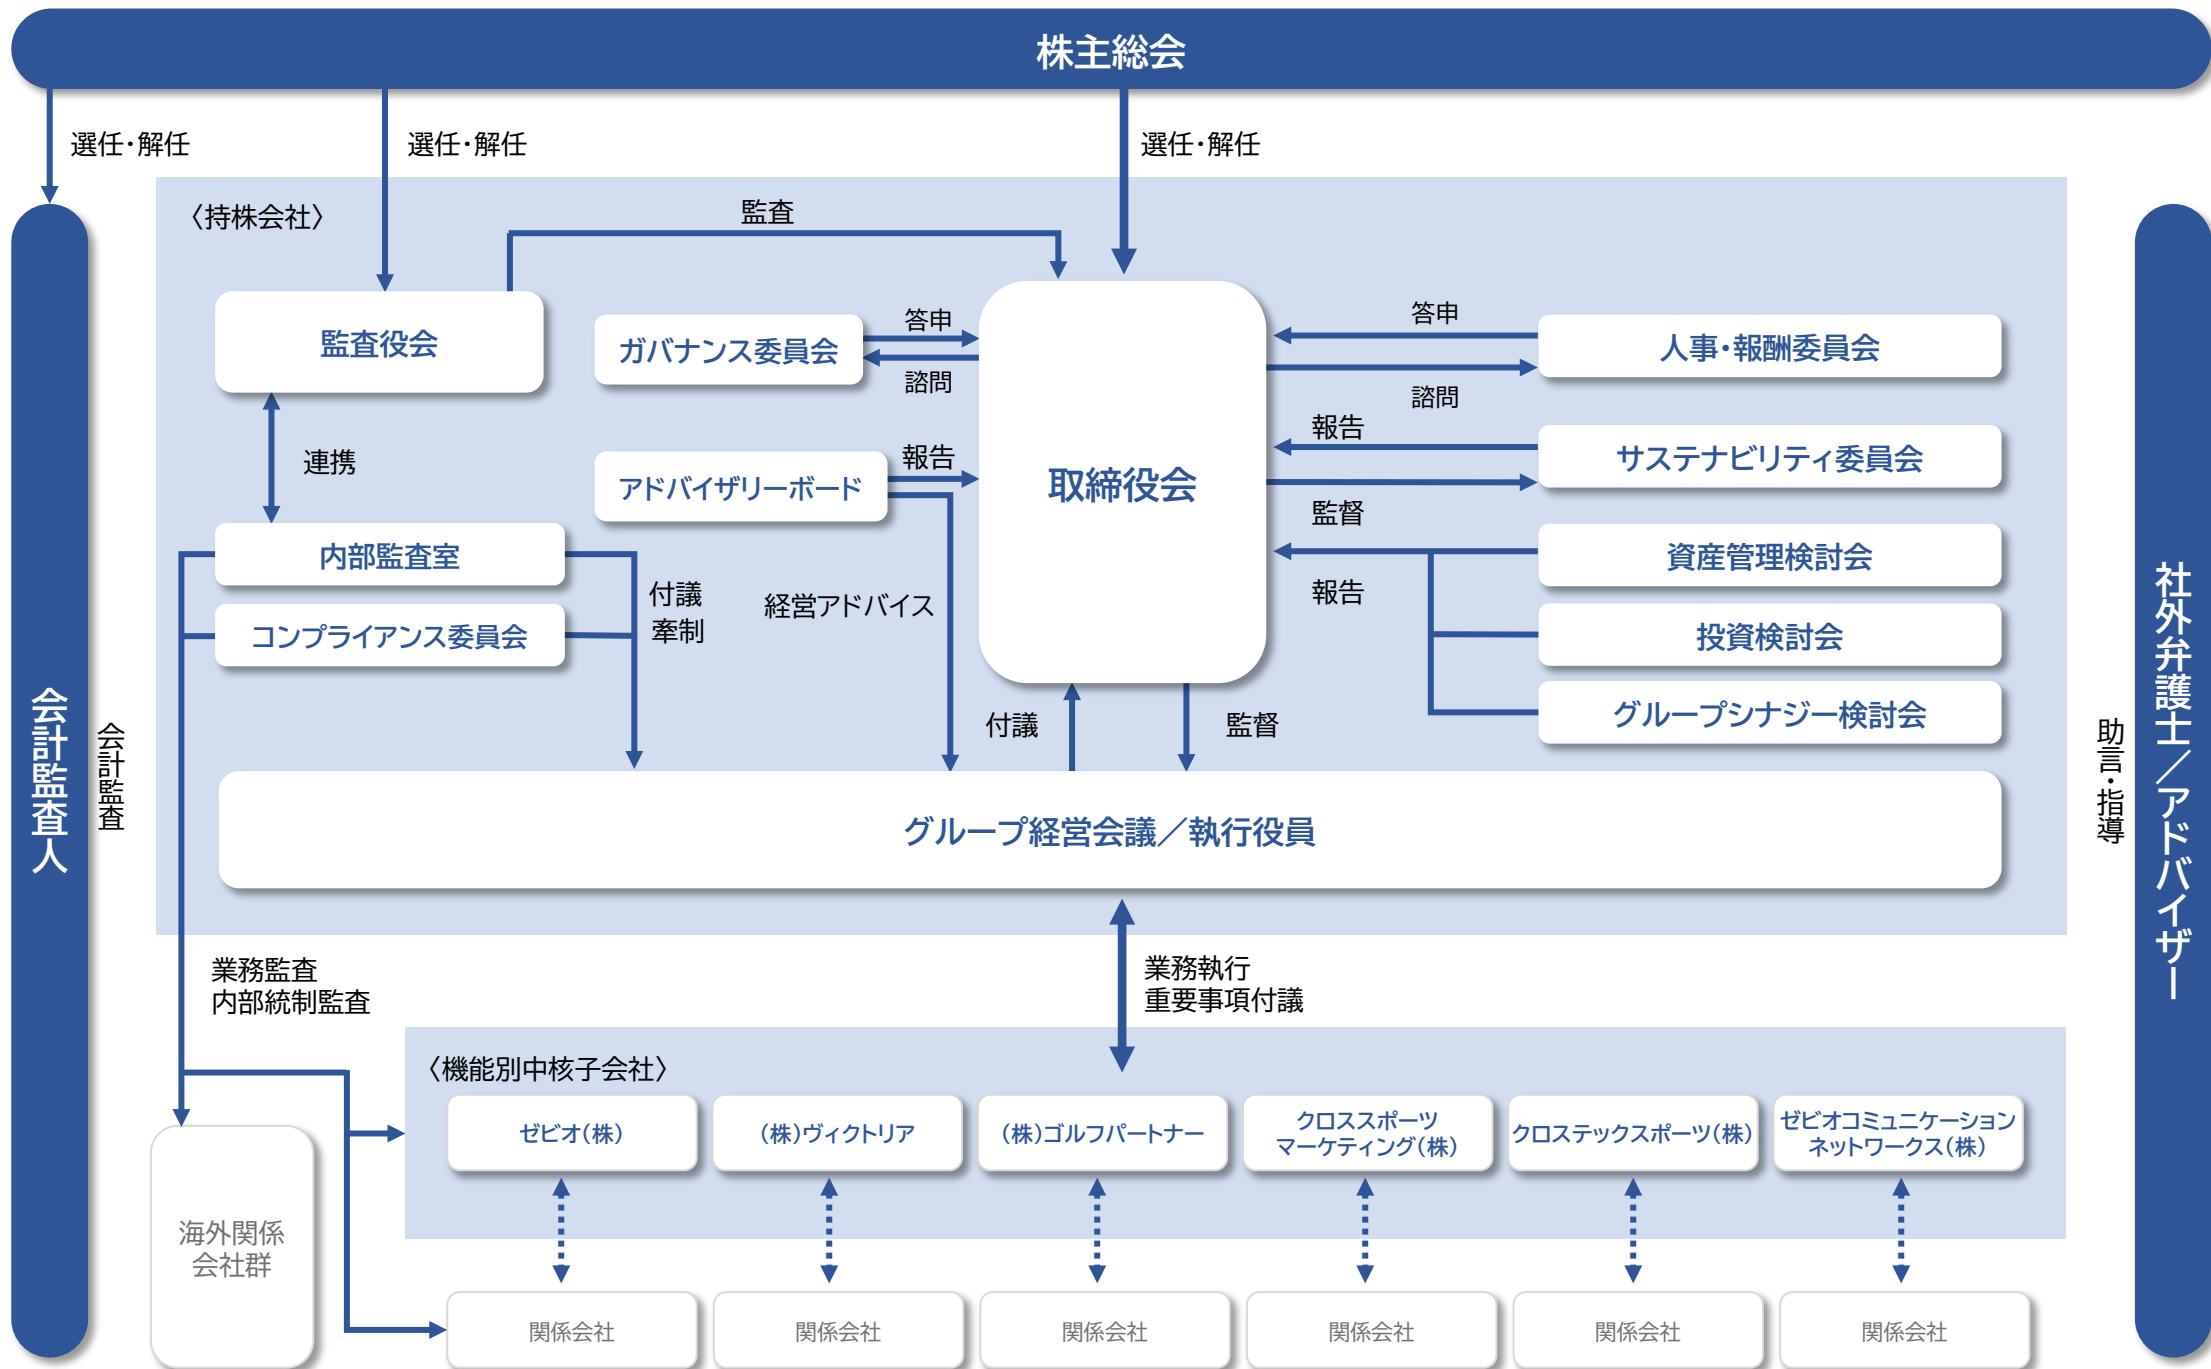 株主総会
選任・解任
選任・解任
選任・解任
〈持株会社〉
監査
監査役会
ガバナンス委員会
答申
諮問
取締役会
答申
諮問
人事・報酬委員会
連携
アドバイザリーボード
報告
報告
監督
サステナビリティ委員会
内部監査室
コンプライアンス委員会
付議
牽制
経営アドバイス
報告
資産管理検討会
投資検討会
グループシナジー検討会
付議
監督
グループ経営会議／執行役員
会計監査人
会計監査
助言・指導
社外弁護士／アドバイザー
業務監査
内部統制監査
業務執行
重要事項付議
〈機能別中核子会社〉
ゼビオ（株）
（株）ヴィクトリア
（株）ゴルフパートナー
クロススポーツ
マーケティング（株）
クロステックスポーツ（株）
ゼビオコミュニケーション
ネットワークス（株）
海外関係
会社群
関係会社
関係会社
関係会社
関係会社
関係会社
関係会社